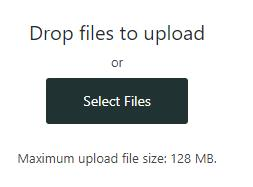 Drop files to upload
or
Select Files
Maximum upload file size: 128 MB.